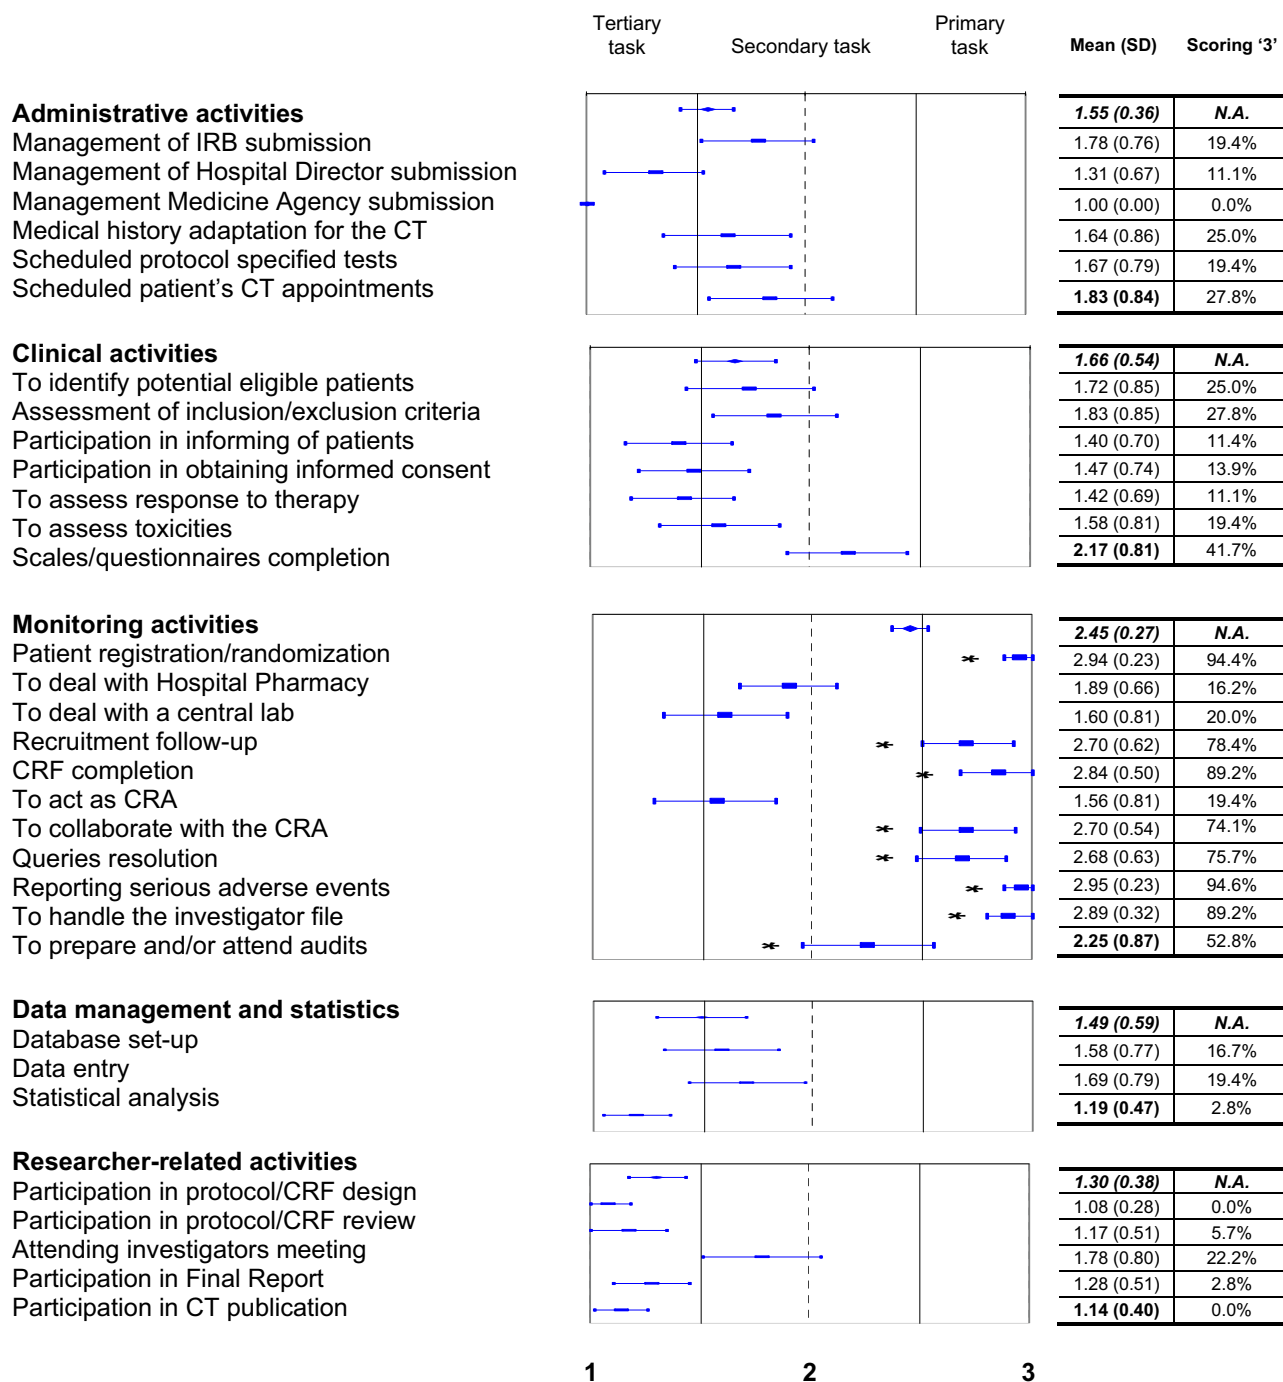 Tertiary task Secondary task Primary task Mean (SD) Scoring ‘3’
Administrative activities 1.55 (0.36) N.A.
Management of IRB submission 1.78 (0.76) 19.4%
Management of Hospital Director submission 1.31 (0.67) 11.1%
Management Medicine Agency submission 1.00 (0.00) 0.0%
Medical history adaptation for the CT 1.64 (0.86) 25.0%
Scheduled protocol specified tests 1.67 (0.79) 19.4%
Scheduled patient’s CT appointments 1.83 (0.84) 27.8%
Clinical activities 1.66 (0.54) N.A.
To identify potential eligible patients 1.72 (0.85) 25.0%
Assessment of inclusion/exclusion criteria 1.83 (0.85) 27.8%
Participation in informing of patients 1.40 (0.70) 11.4%
Participation in obtaining informed consent 1.47 (0.74) 13.9%
To assess response to therapy 1.42 (0.69) 11.1%
To assess toxicities 1.58 (0.81) 19.4%
Scales/questionnaires completion 2.17 (0.81) 41.7%
Monitoring activities 2.45 (0.27) N.A.
Patient registration/randomization 2.94 (0.23) 94.4%
To deal with Hospital Pharmacy 1.89 (0.66) 16.2%
To deal with a central lab 1.60 (0.81) 20.0%
Recruitment follow-up 2.70 (0.62) 78.4%
CRF completion 2.84 (0.50) 89.2%
To act as CRA 1.56 (0.81) 19.4%
To collaborate with the CRA 2.70 (0.54) 74.1%
Queries resolution 2.68 (0.63) 75.7%
Reporting serious adverse events 2.95 (0.23) 94.6%
To handle the investigator file 2.89 (0.32) 89.2%
To prepare and/or attend audits 2.25 (0.87) 52.8%
Data management and statistics 1.49 (0.59) N.A.
Database set-up 1.58 (0.77) 16.7%
Data entry 1.69 (0.79) 19.4%
Statistical analysis 1.19 (0.47) 2.8%
Researcher-related activities 1.30 (0.38) N.A.
Participation in protocol/CRF design 1.08 (0.28) 0.0%
Participation in protocol/CRF review 1.17 (0.51) 5.7%
Attending investigators meeting 1.78 (0.80) 22.2%
Participation in Final Report 1.28 (0.51) 2.8%
Participation in CT publication 1.14 (0.40) 0.0%
1 2 3